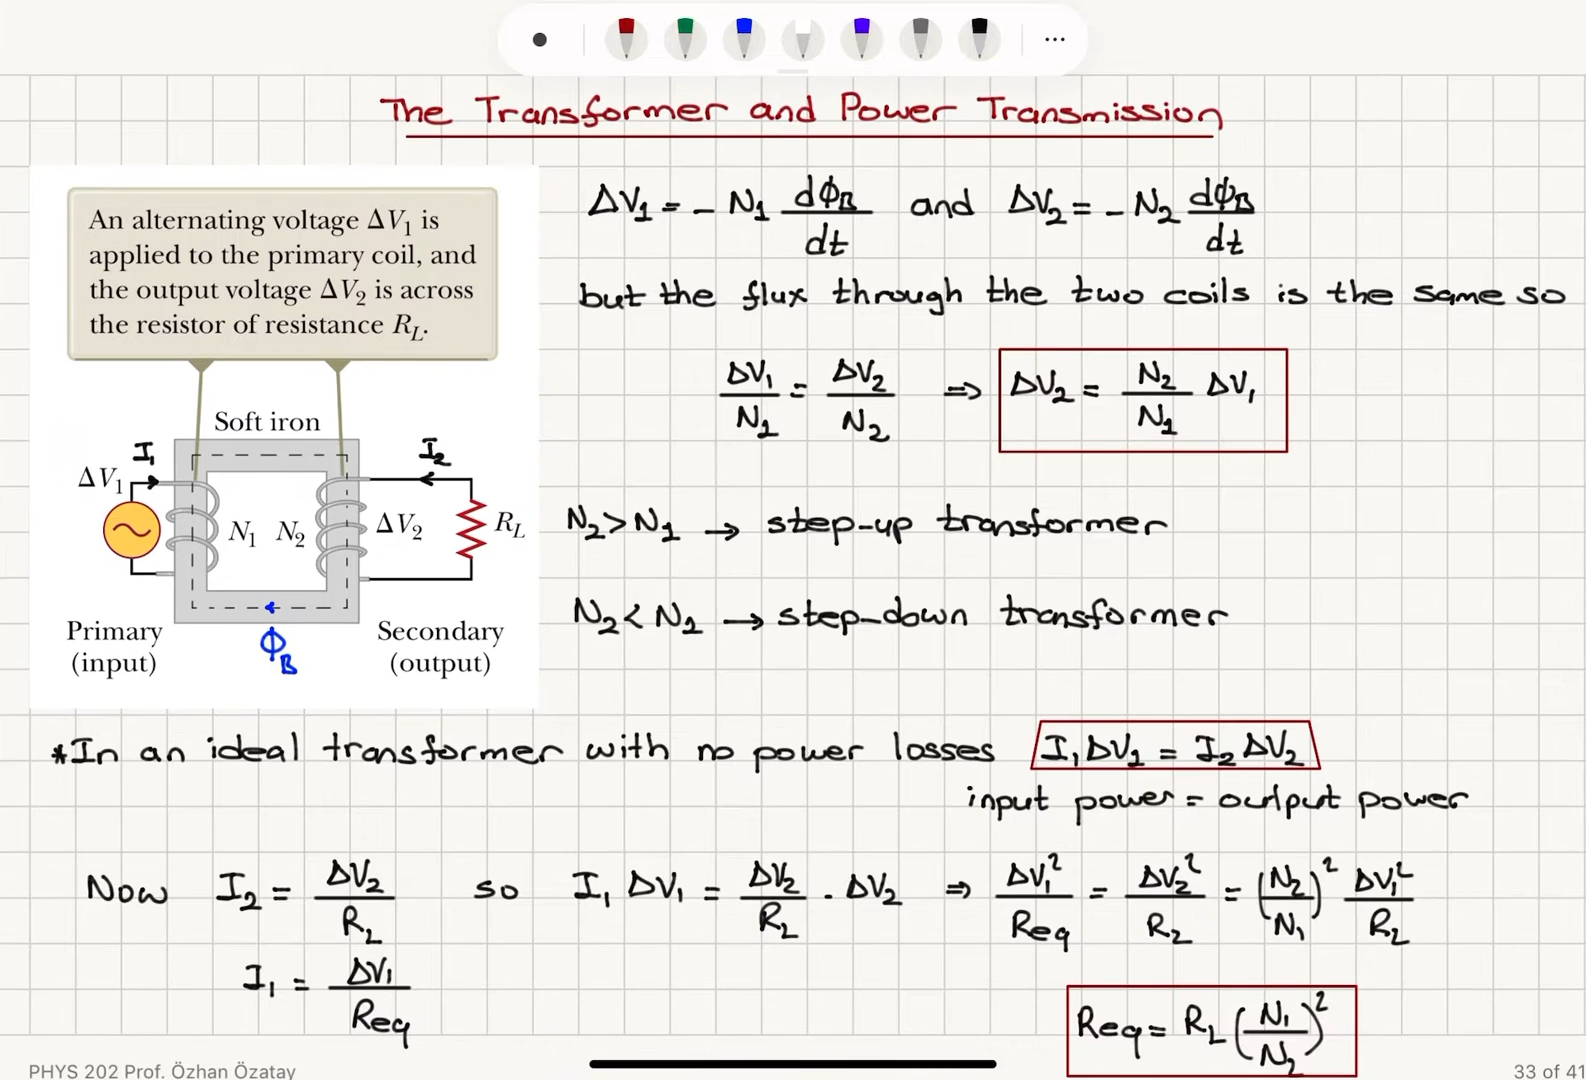 The Transformer and Power Transmission
An alternating voltage ΔV₁ is
applied to the primary coil, and
the output voltage ΔV₂ is across
the resistor of resistance R_L.
Soft iron
I₁
I₂
ΔV₁
N₁ N₂
ΔV₂
R_L
Primary
(input)
Φ_B
Secondary
(output)
ΔV₁ = - N₁ dΦ_B/dt and ΔV₂ = - N₂ dΦ_B/dt
but the flux through the two coils is the same so
ΔV₁/N₁ = ΔV₂/N₂ ⇒ ΔV₂ = N₂/N₁ ΔV₁
N₂ > N₁ → step-up transformer
N₂ < N₁ → step-down transformer
*In an ideal transformer with no power losses I₁ΔV₁ = I₂ΔV₂
input power = output power
Now I₂ = ΔV₂/R_L so I₁ ΔV₁ = ΔV₂/R_L . ΔV₂ ⇒ ΔV₁²/Req = ΔV₂²/R_L = (N₂/N₁)² ΔV₁²/R_L
I₁ = ΔV₁/Req
Req = R_L (N₁/N₂)²
PHYS 202 Prof. Özhan Özatay
33 of 41